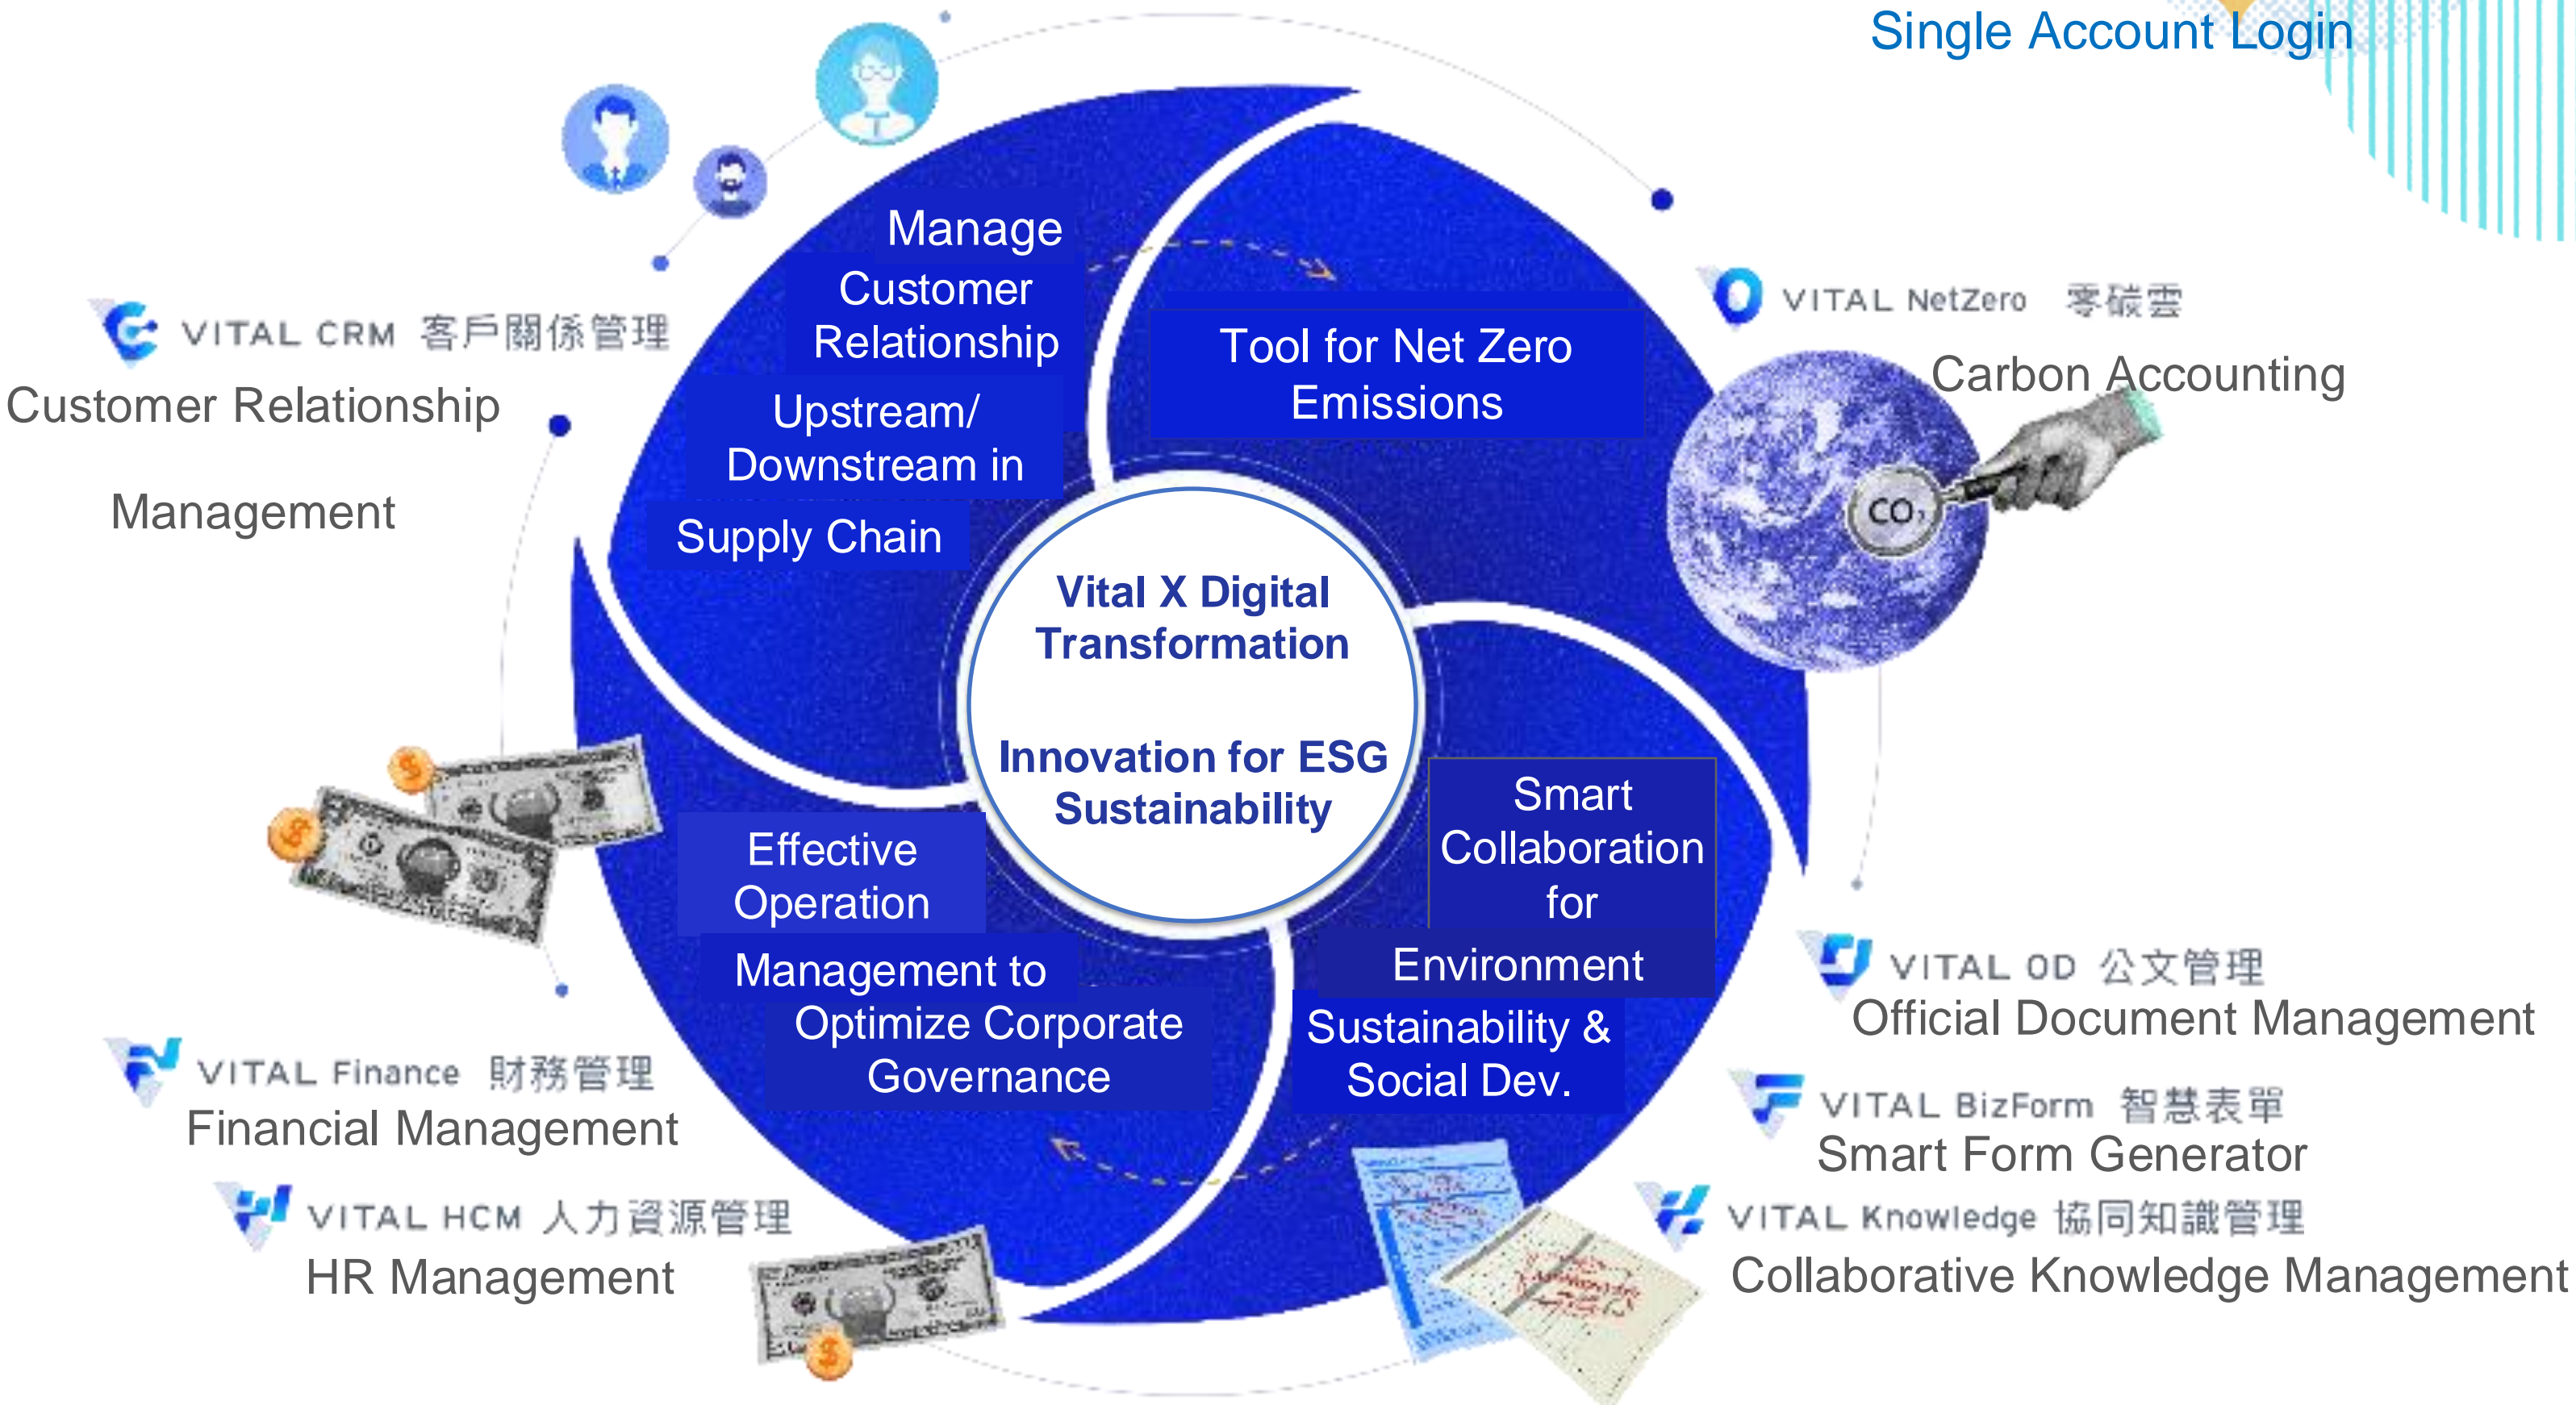 Single Account Login
VITAL CRM 客戶關係管理
Customer Relationship
Management
Manage
Customer
Relationship
Upstream/
Downstream in
Supply Chain
Tool for Net Zero
Emissions
VITAL NetZero 零碳雲
Carbon Accounting
CO₂
Vital X Digital
Transformation
Innovation for ESG
Sustainability
Effective
Operation
Management to
Optimize Corporate
Governance
Smart
Collaboration
for
Environment
Sustainability &
Social Dev.
VITAL Finance 財務管理
Financial Management
VITAL HCM 人力資源管理
HR Management
VITAL OD 公文管理
Official Document Management
VITAL BizForm 智慧表單
Smart Form Generator
VITAL Knowledge 協同知識管理
Collaborative Knowledge Management